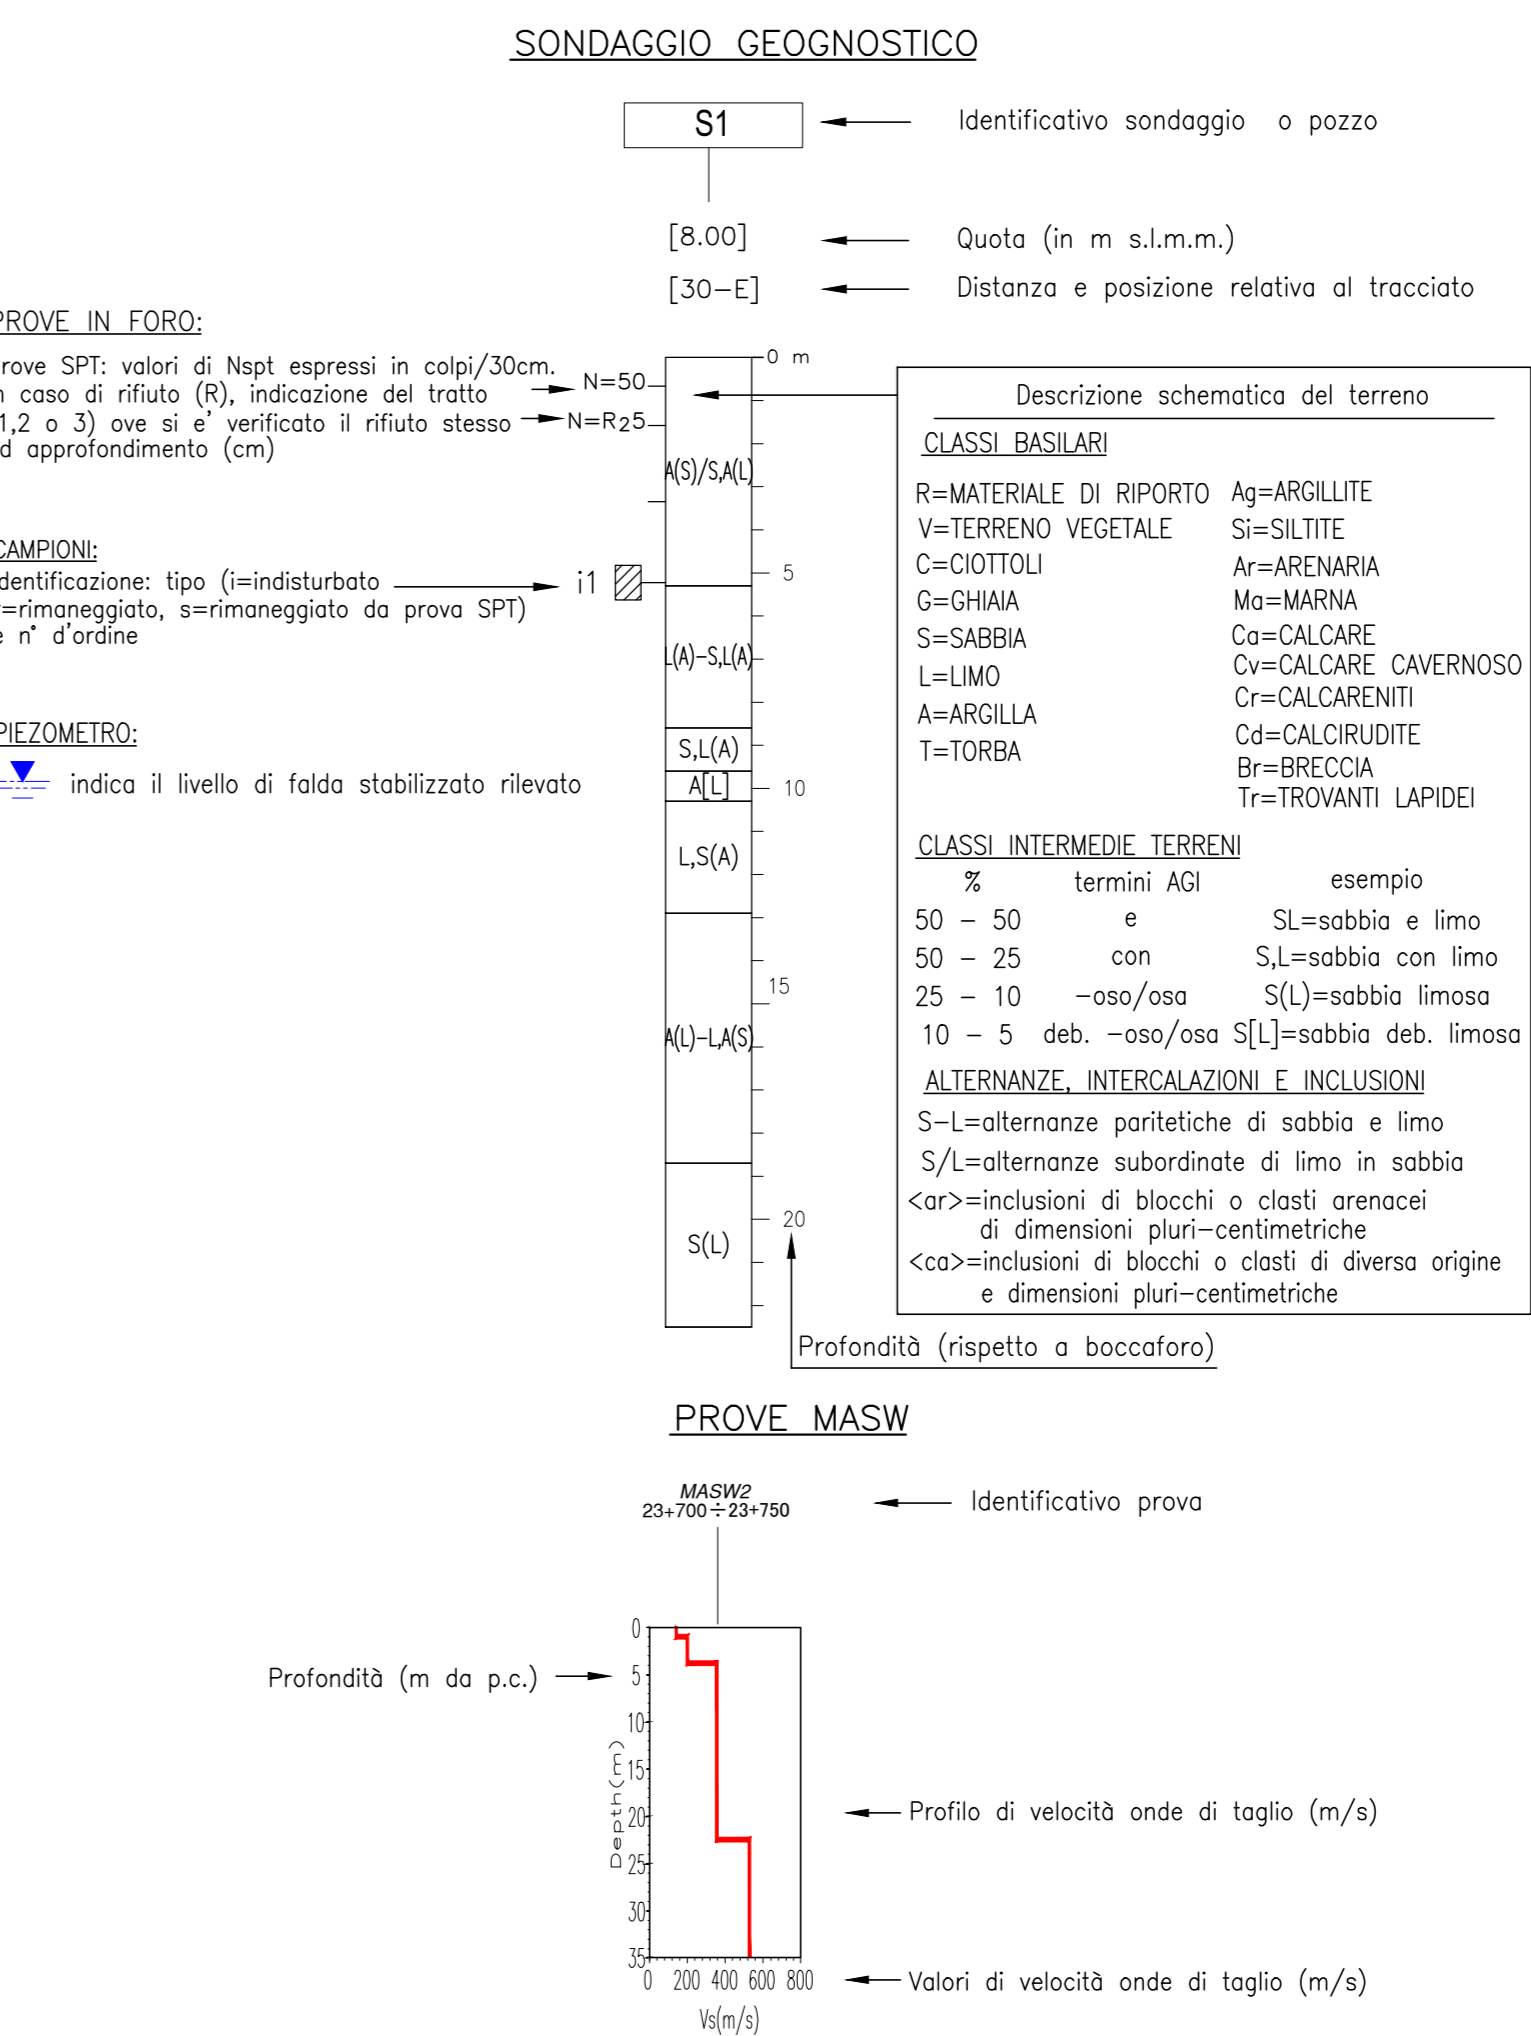 SONDAGGIO GEOGNOSTICO
S1
Identificativo sondaggio o pozzo
[8.00]
Quota (in m s.l.m.m.)
[30-E]
Distanza e posizione relativa al tracciato
PROVE IN FORO:
rove SPT: valori di Nspt espressi in colpi/30cm.
n caso di rifiuto (R), indicazione del tratto
1,2 o 3) ove si e' verificato il rifiuto stesso
d approfondimento (cm)
N=50
N=R25
CAMPIONI:
dentificazione: tipo (i=indisturbato
r=rimaneggiato, s=rimaneggiato da prova SPT)
e n° d'ordine
i1
PIEZOMETRO:
indica il livello di falda stabilizzato rilevato
0 m
A(S)/S,A(L)
5
L(A)-S,L(A)
S,L(A)
A[L]
10
L,S(A)
15
A(L)-L,A(S)
20
S(L)
Profondità (rispetto a boccaforo)
Descrizione schematica del terreno
CLASSI BASILARI
R=MATERIALE DI RIPORTO
V=TERRENO VEGETALE
C=CIOTTOLI
G=GHIAIA
S=SABBIA
L=LIMO
A=ARGILLA
T=TORBA
Ag=ARGILLITE
Si=SILTITE
Ar=ARENARIA
Ma=MARNA
Ca=CALCARE
Cv=CALCARE CAVERNOSO
Cr=CALCARENITI
Cd=CALCIRUDITE
Br=BRECCIA
Tr=TROVANTI LAPIDEI
CLASSI INTERMEDIE TERRENI
% termini AGI esempio
50 - 50 e SL=sabbia e limo
50 - 25 con S,L=sabbia con limo
25 - 10 -oso/osa S(L)=sabbia limosa
10 - 5 deb. -oso/osa S[L]=sabbia deb. limosa
ALTERNANZE, INTERCALAZIONI E INCLUSIONI
S-L=alternanze paritetiche di sabbia e limo
S/L=alternanze subordinate di limo in sabbia
<ar>=inclusioni di blocchi o clasti arenacei
di dimensioni pluri-centimetriche
<ca>=inclusioni di blocchi o clasti di diversa origine
e dimensioni pluri-centimetriche
PROVE MASW
MASW2
23+700÷23+750
Identificativo prova
Profondità (m da p.c.)
Depth(m)
0
5
10
15
20
25
30
35
0 200 400 600 800
Vs(m/s)
Profilo di velocità onde di taglio (m/s)
Valori di velocità onde di taglio (m/s)